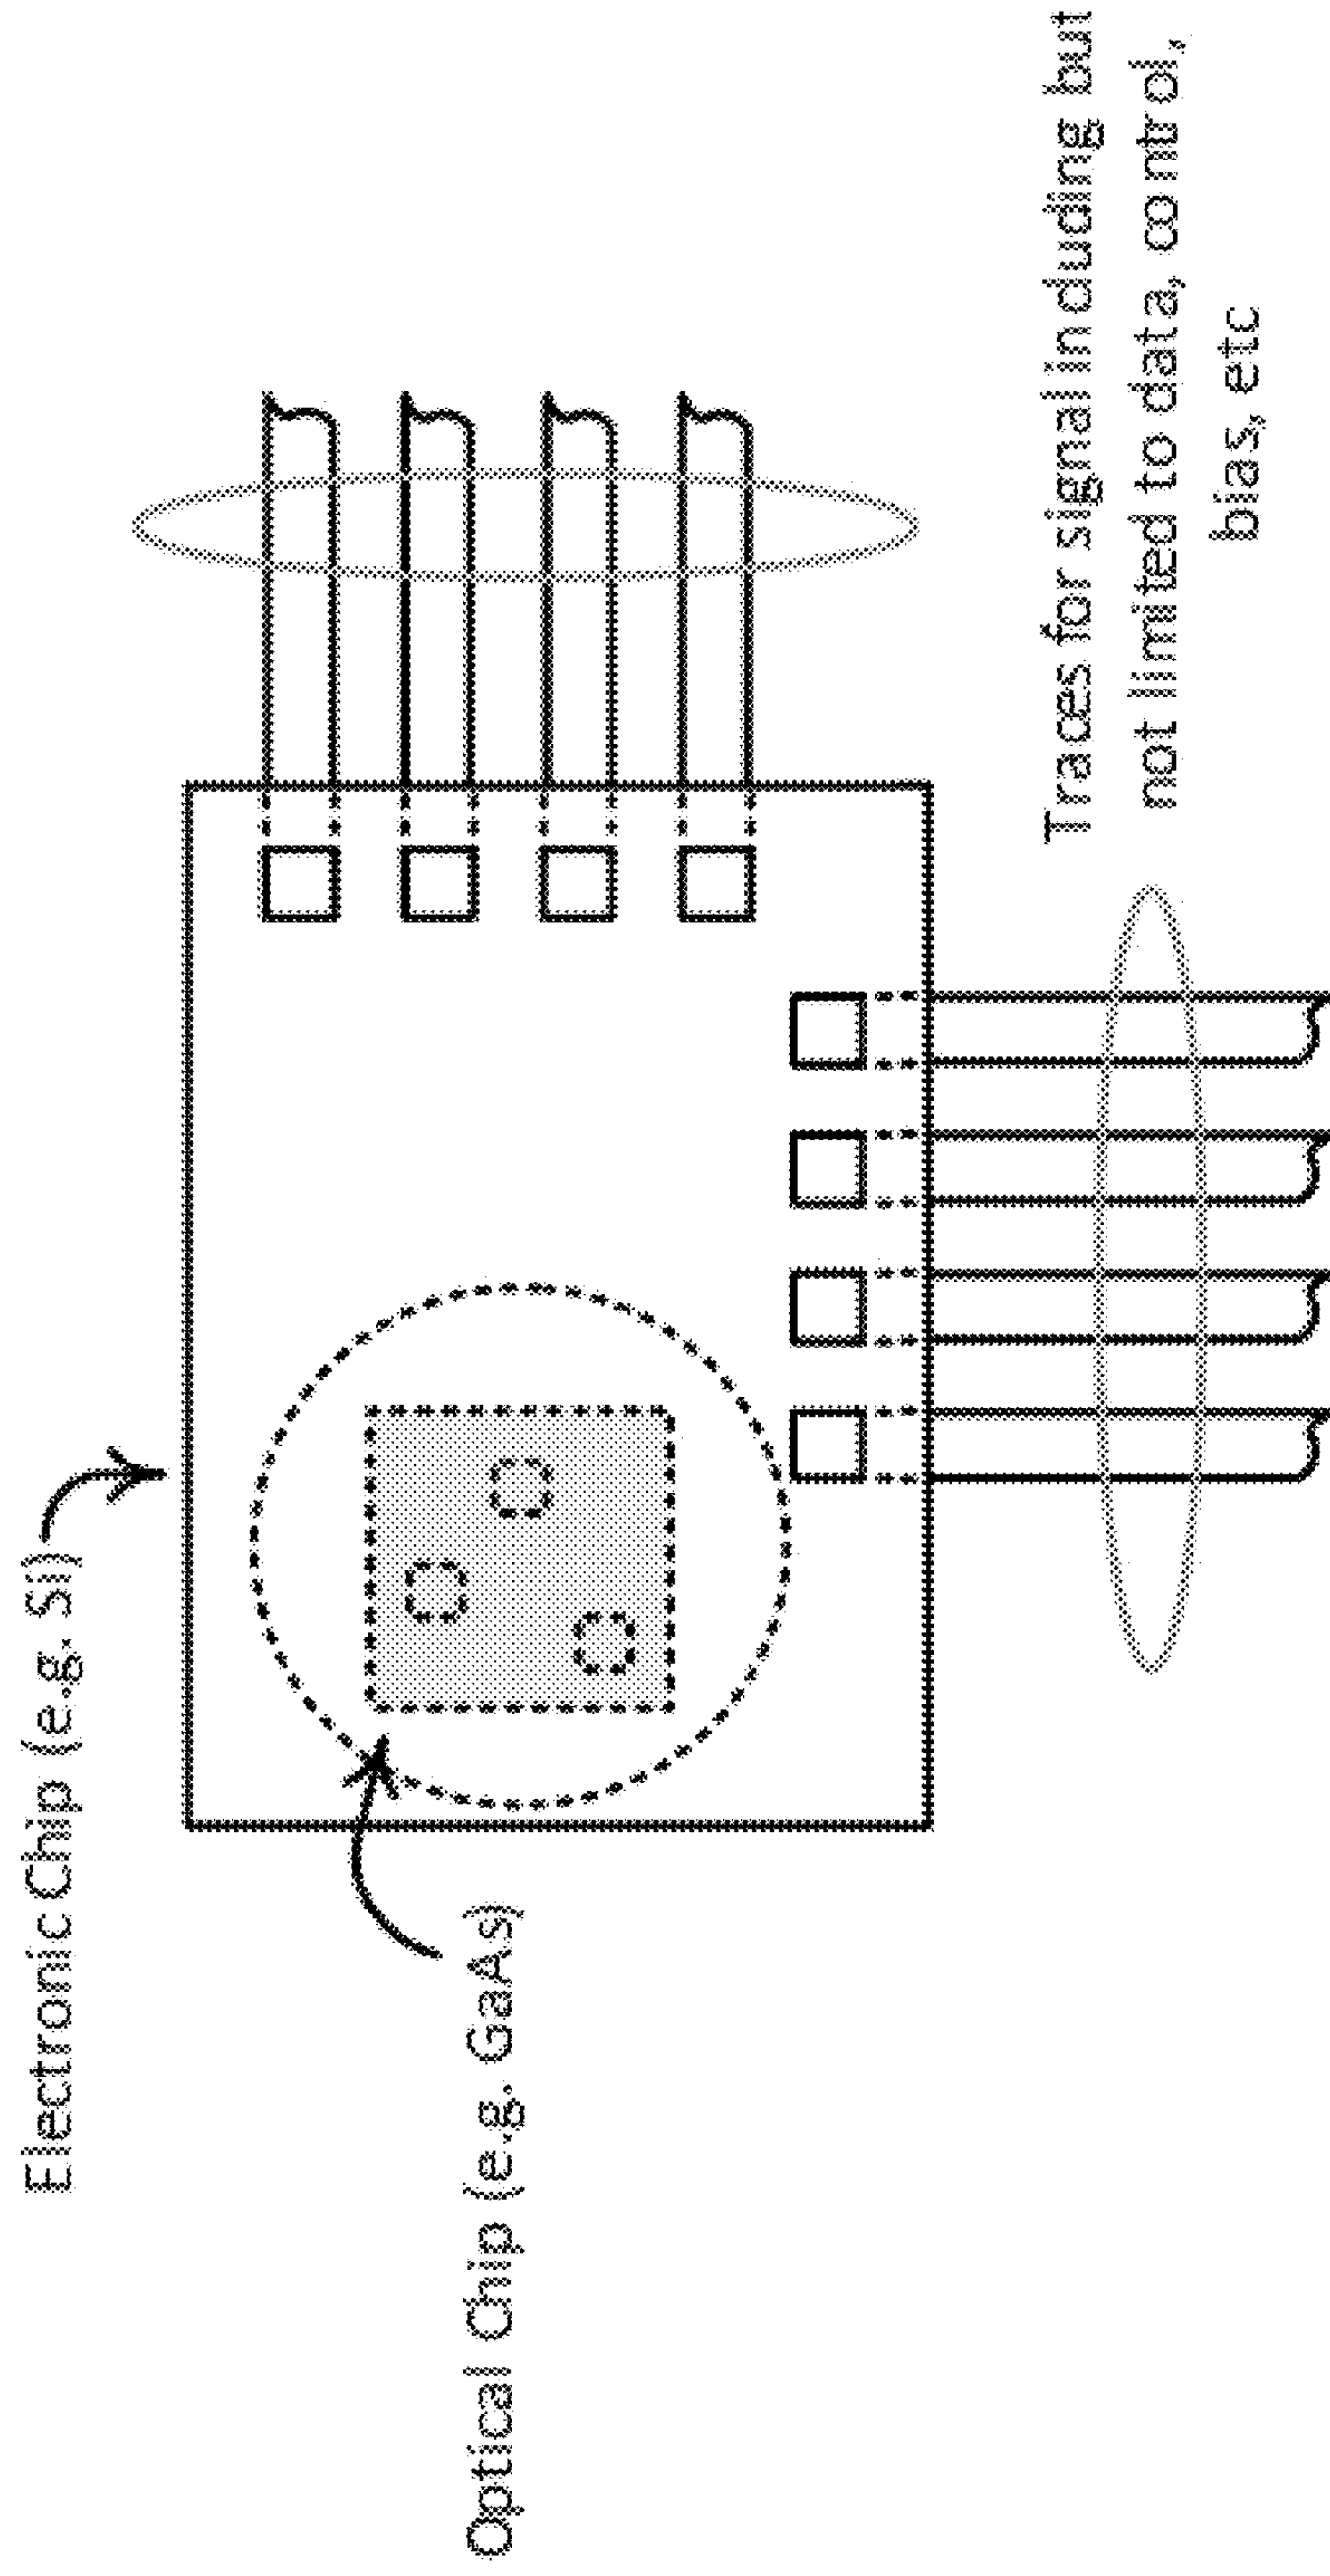 Electronic Chip (e.g. Si)
Optical Chip (e.g. GaAs)
Traces for signal including but
not limited to data, control,
bias, etc